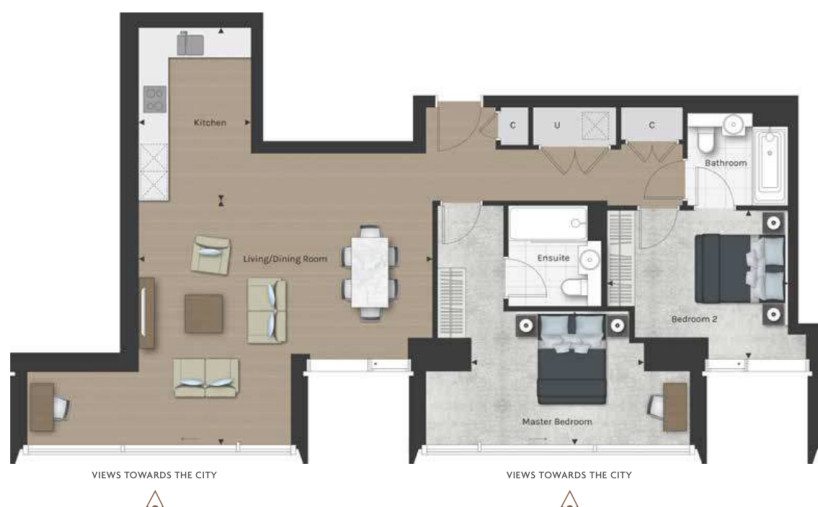 Kitchen
C
U
C
Bathroom
Living/Dining Room
Ensuite
Bedroom 2
Master Bedroom
VIEWS TOWARDS THE CITY
VIEWS TOWARDS THE CITY